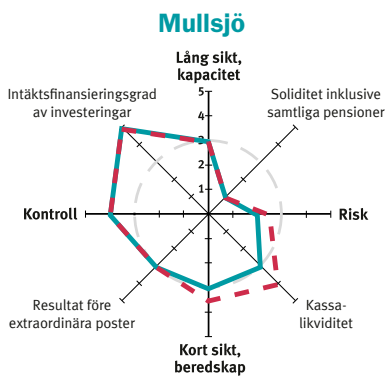 Mullsjö
Lång sikt,
kapacitet
Intäktsfinansieringsgrad
av investeringar
Soliditet inklusive
samtliga pensioner
5
4
3
2
1
Kontroll
Risk
Resultat före
extraordinära poster
Kassa-
likviditet
Kort sikt,
beredskap